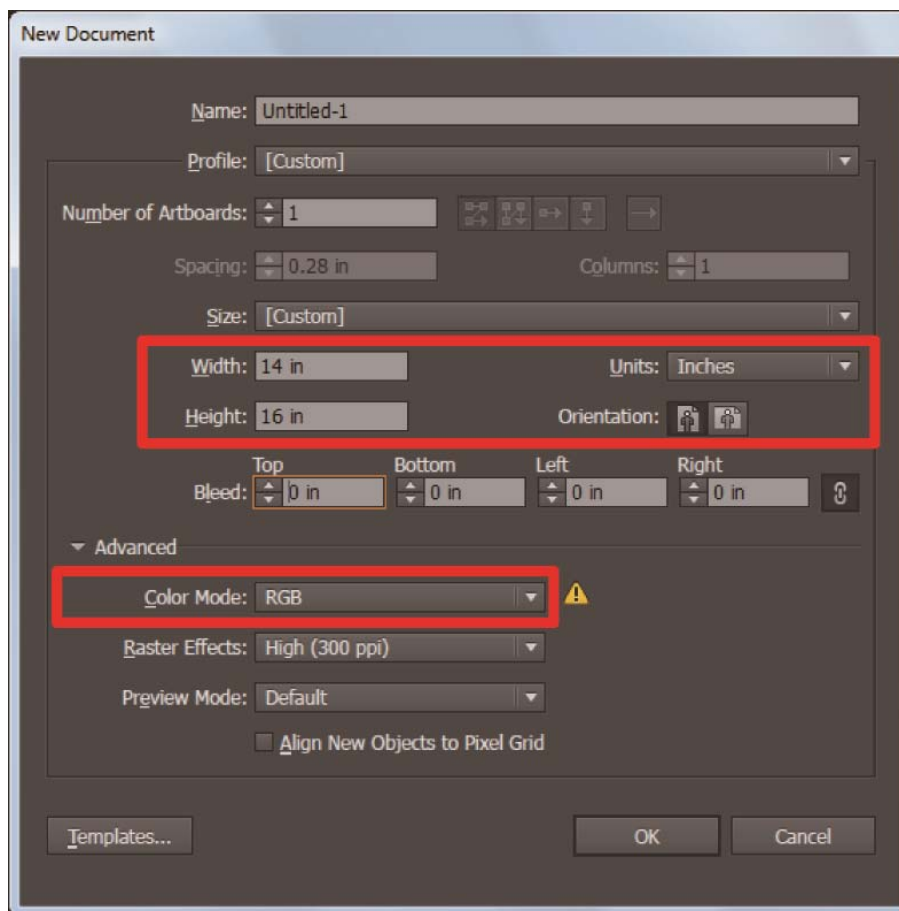 New Document
Name: Untitled-1
Profile: [Custom]
Number of Artboards: 1
Spacing: 0.28 in Columns: 1
Size: [Custom]
Width: 14 in Units: Inches
Height: 16 in Orientation:
Top Bottom Left Right
Bleed: 0 in 0 in 0 in 0 in
Advanced
Color Mode: RGB
Raster Effects: High (300 ppi)
Preview Mode: Default
Align New Objects to Pixel Grid
Templates... OK Cancel